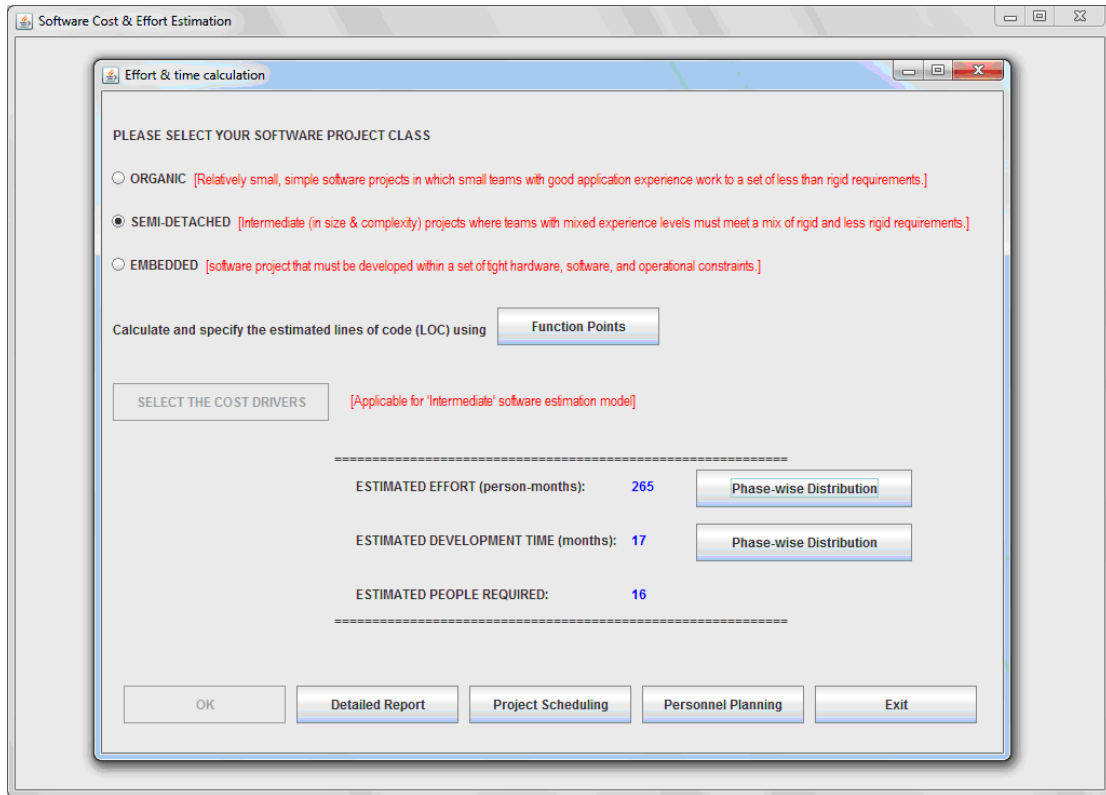 Software Cost & Effort Estimation
Effort & time calculation
PLEASE SELECT YOUR SOFTWARE PROJECT CLASS
ORGANIC [Relatively small, simple software projects in which small teams with good application experience work to a set of less than rigid requirements.]
SEMI-DETACHED [Intermediate (in size & complexity) projects where teams with mixed experience levels must meet a mix of rigid and less rigid requirements.]
EMBEDDED [software project that must be developed within a set of tight hardware, software, and operational constraints.]
Calculate and specify the estimated lines of code (LOC) using Function Points
SELECT THE COST DRIVERS [Applicable for 'Intermediate' software estimation model]
============================================================
ESTIMATED EFFORT (person-months): 265 Phase-wise Distribution
ESTIMATED DEVELOPMENT TIME (months): 17 Phase-wise Distribution
ESTIMATED PEOPLE REQUIRED: 16
============================================================
OK Detailed Report Project Scheduling Personnel Planning Exit